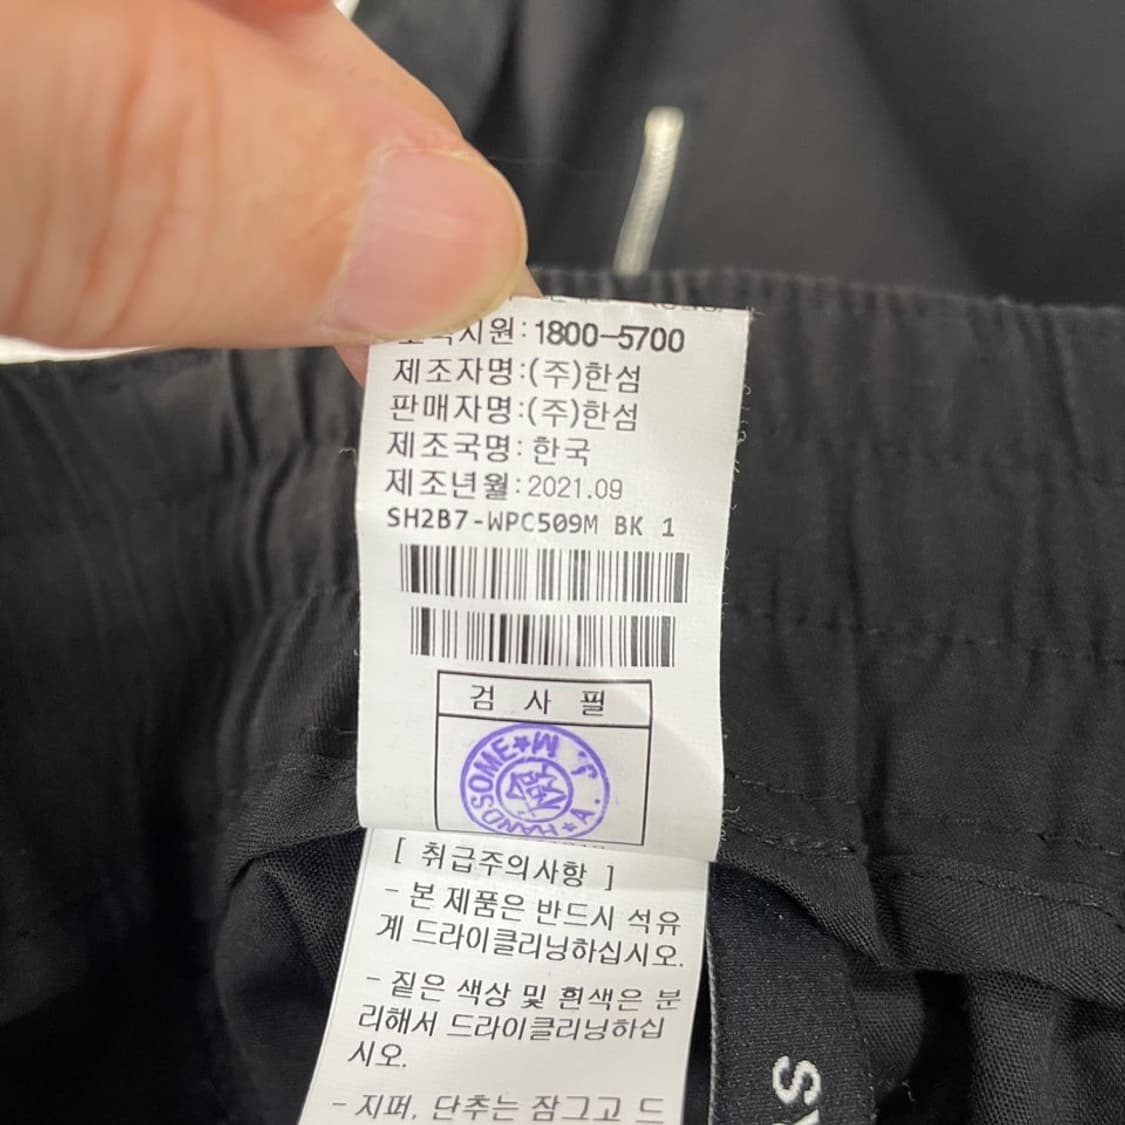 지원:1800-5700
제조자명:(주)한섬
판매자명:(주)한섬
제조국명: 한국
제조년월:2021.09
SH2B7-WPC509M BK 1
검 사 필
HANDSOME★M.J.A.★
[ 취급주의사항 ]
- 본 제품은 반드시 석유
계 드라이클리닝하십시오.
- 짙은 색상 및 흰색은 분
리해서 드라이클리닝하십
시오.
- 지퍼, 단추는 잠그고 드